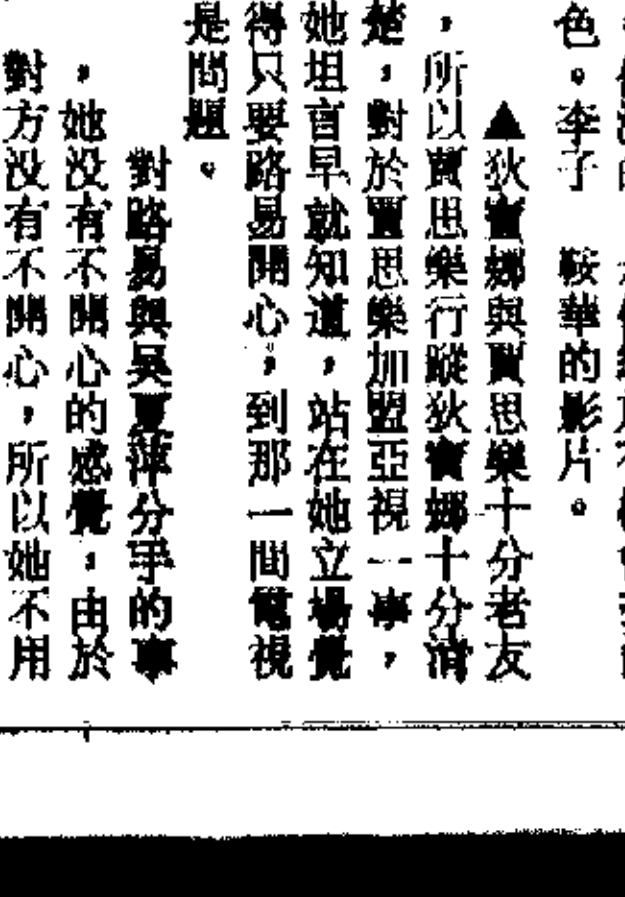 色。李子　鞍華的影片。
▲狄寶娜與賈思樂十分老友
，所以賈思樂行蹤狄寶娜十分清
楚，對於賈思樂加盟亞視一事，
她坦言早就知道，站在她立場覺
得只要路易開心，到那一間電視
是問題。
對路易與吳夏萍分手的事
，她没有不開心的感覺，由於
對方没有不開心，所以她不用